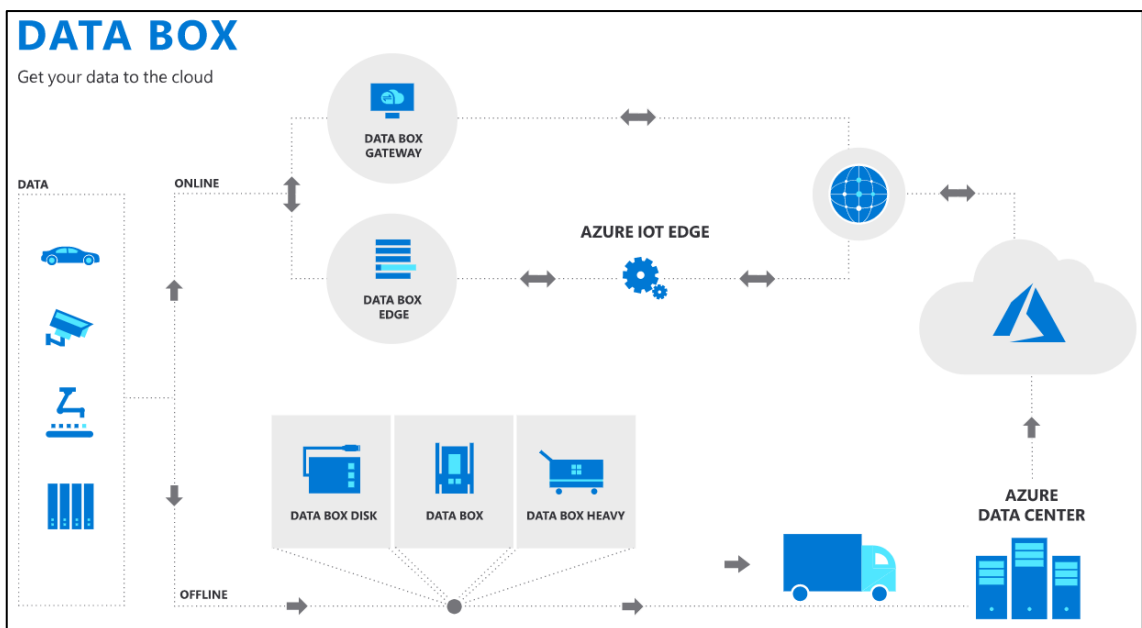 DATA BOX
Get your data to the cloud
DATA
ONLINE
DATA BOX
GATEWAY
DATA BOX
EDGE
AZURE IOT EDGE
DATA BOX DISK
DATA BOX
DATA BOX HEAVY
OFFLINE
AZURE
DATA CENTER